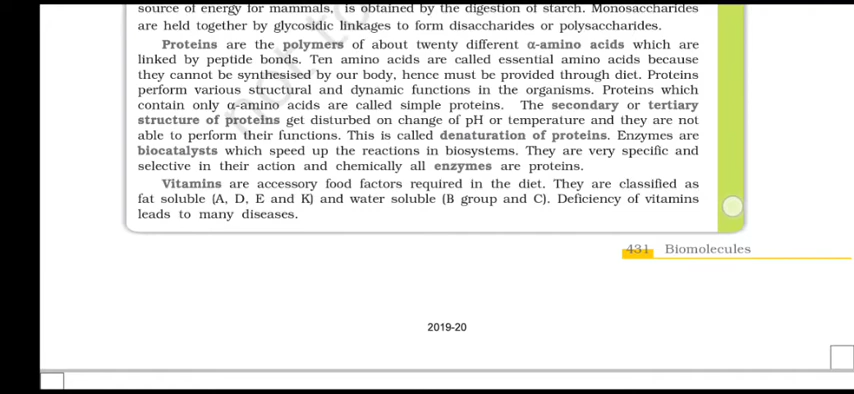 source of energy for mammals, is obtained by the digestion of starch. Monosaccharides
are held together by glycosidic linkages to form disaccharides or polysaccharides.
Proteins are the polymers of about twenty different α-amino acids which are
linked by peptide bonds. Ten amino acids are called essential amino acids because
they cannot be synthesised by our body, hence must be provided through diet. Proteins
perform various structural and dynamic functions in the organisms. Proteins which
contain only α-amino acids are called simple proteins. The secondary or tertiary
structure of proteins get disturbed on change of pH or temperature and they are not
able to perform their functions. This is called denaturation of proteins. Enzymes are
biocatalysts which speed up the reactions in biosystems. They are very specific and
selective in their action and chemically all enzymes are proteins.
Vitamins are accessory food factors required in the diet. They are classified as
fat soluble (A, D, E and K) and water soluble (B group and C). Deficiency of vitamins
leads to many diseases.
431 Biomolecules
2019-20